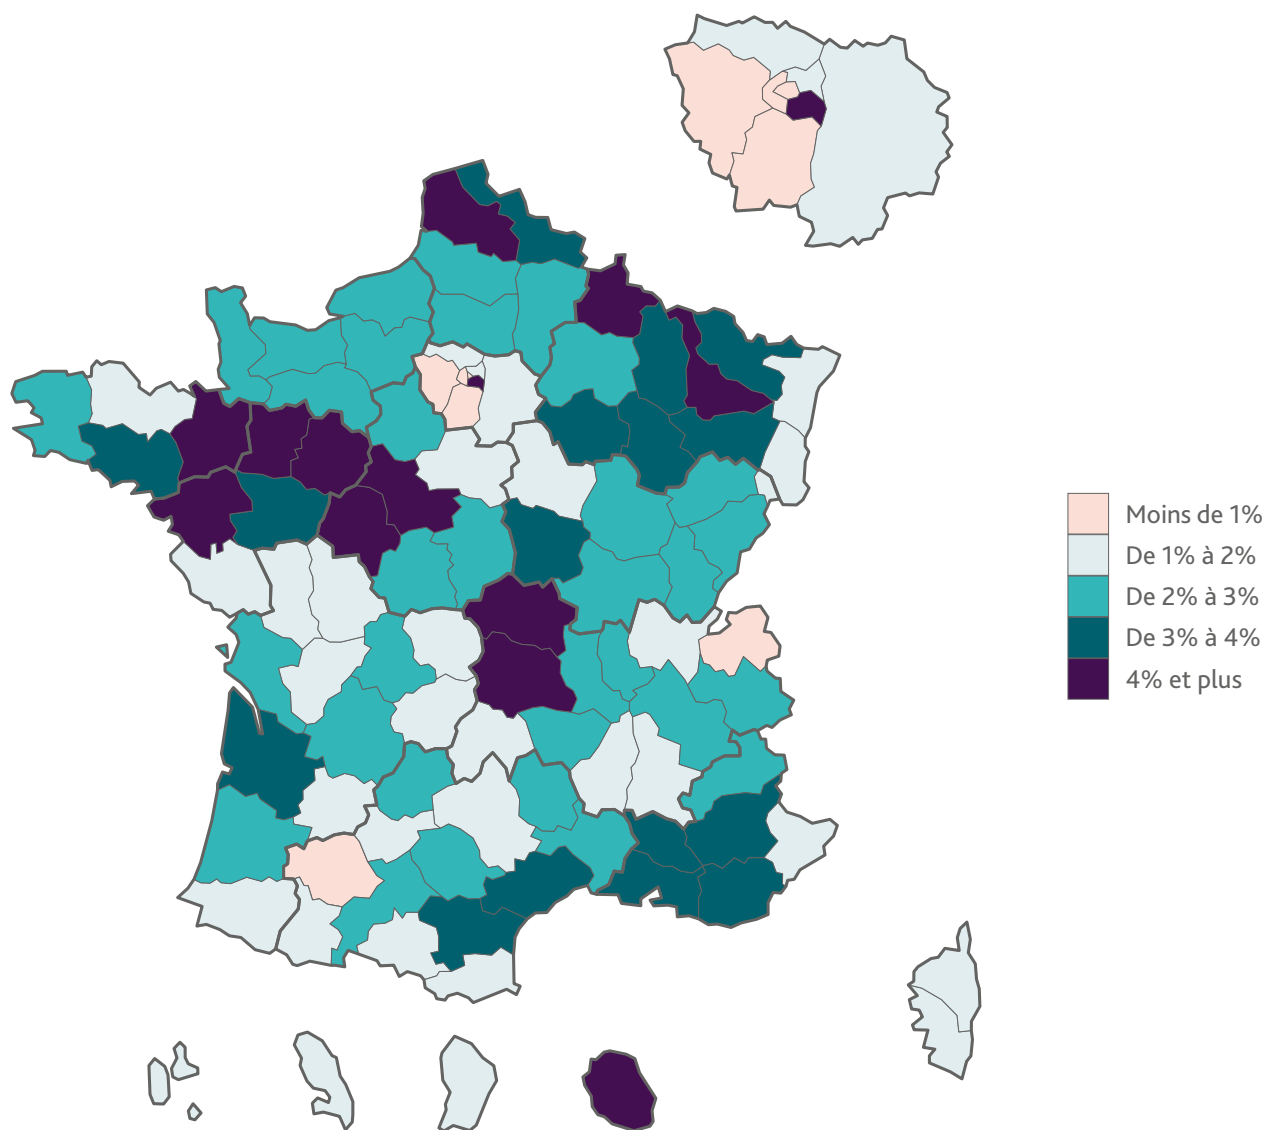 Moins de 1%
De 1% à 2%
De 2% à 3%
De 3% à 4%
4% et plus